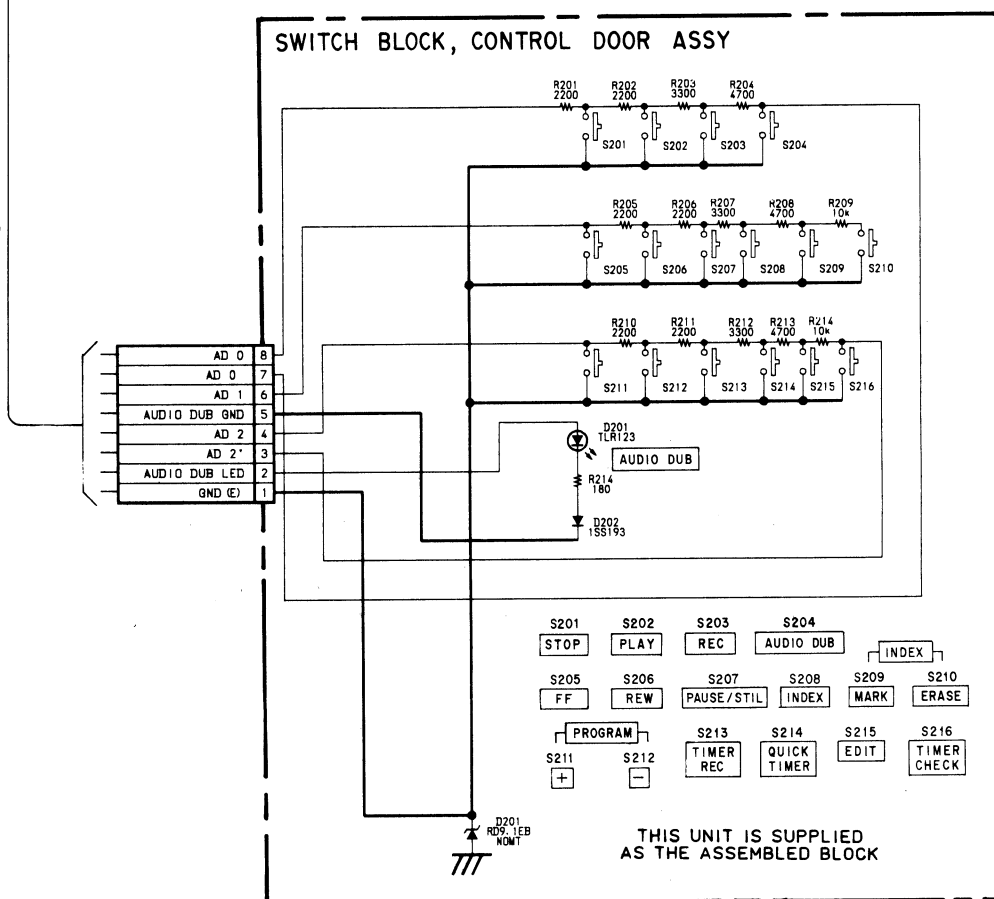 SWITCH BLOCK, CONTROL DOOR ASSY
R201 R202 R203 R204
2200 2200 3300 4700
S201 S202 S203 S204
R205 R206 R207 R208 R209
2200 2200 3300 4700 10k
S205 S206 S207 S208 S209 S210
R210 R211 R212 R213 R214
2200 2200 3300 4700 10k
S211 S212 S213 S214 S215 S216
AD 0 8
AD 0 7
AD 1 6
AUDIO DUB GND 5
AD 2 4
AD 2' 3
AUDIO DUB LED 2
GND (E) 1
D201
TLR123
AUDIO DUB
R214
180
D202
1SS193
S201 S202 S203 S204
STOP PLAY REC AUDIO DUB
INDEX
S205 S206 S207 S208 S209 S210
FF REW PAUSE/STIL INDEX MARK ERASE
PROGRAM
S211 S212 S213 S214 S215 S216
+ − TIMER REC QUICK TIMER EDIT TIMER CHECK
D201
RD9.1EB
NOMT
THIS UNIT IS SUPPLIED
AS THE ASSEMBLED BLOCK